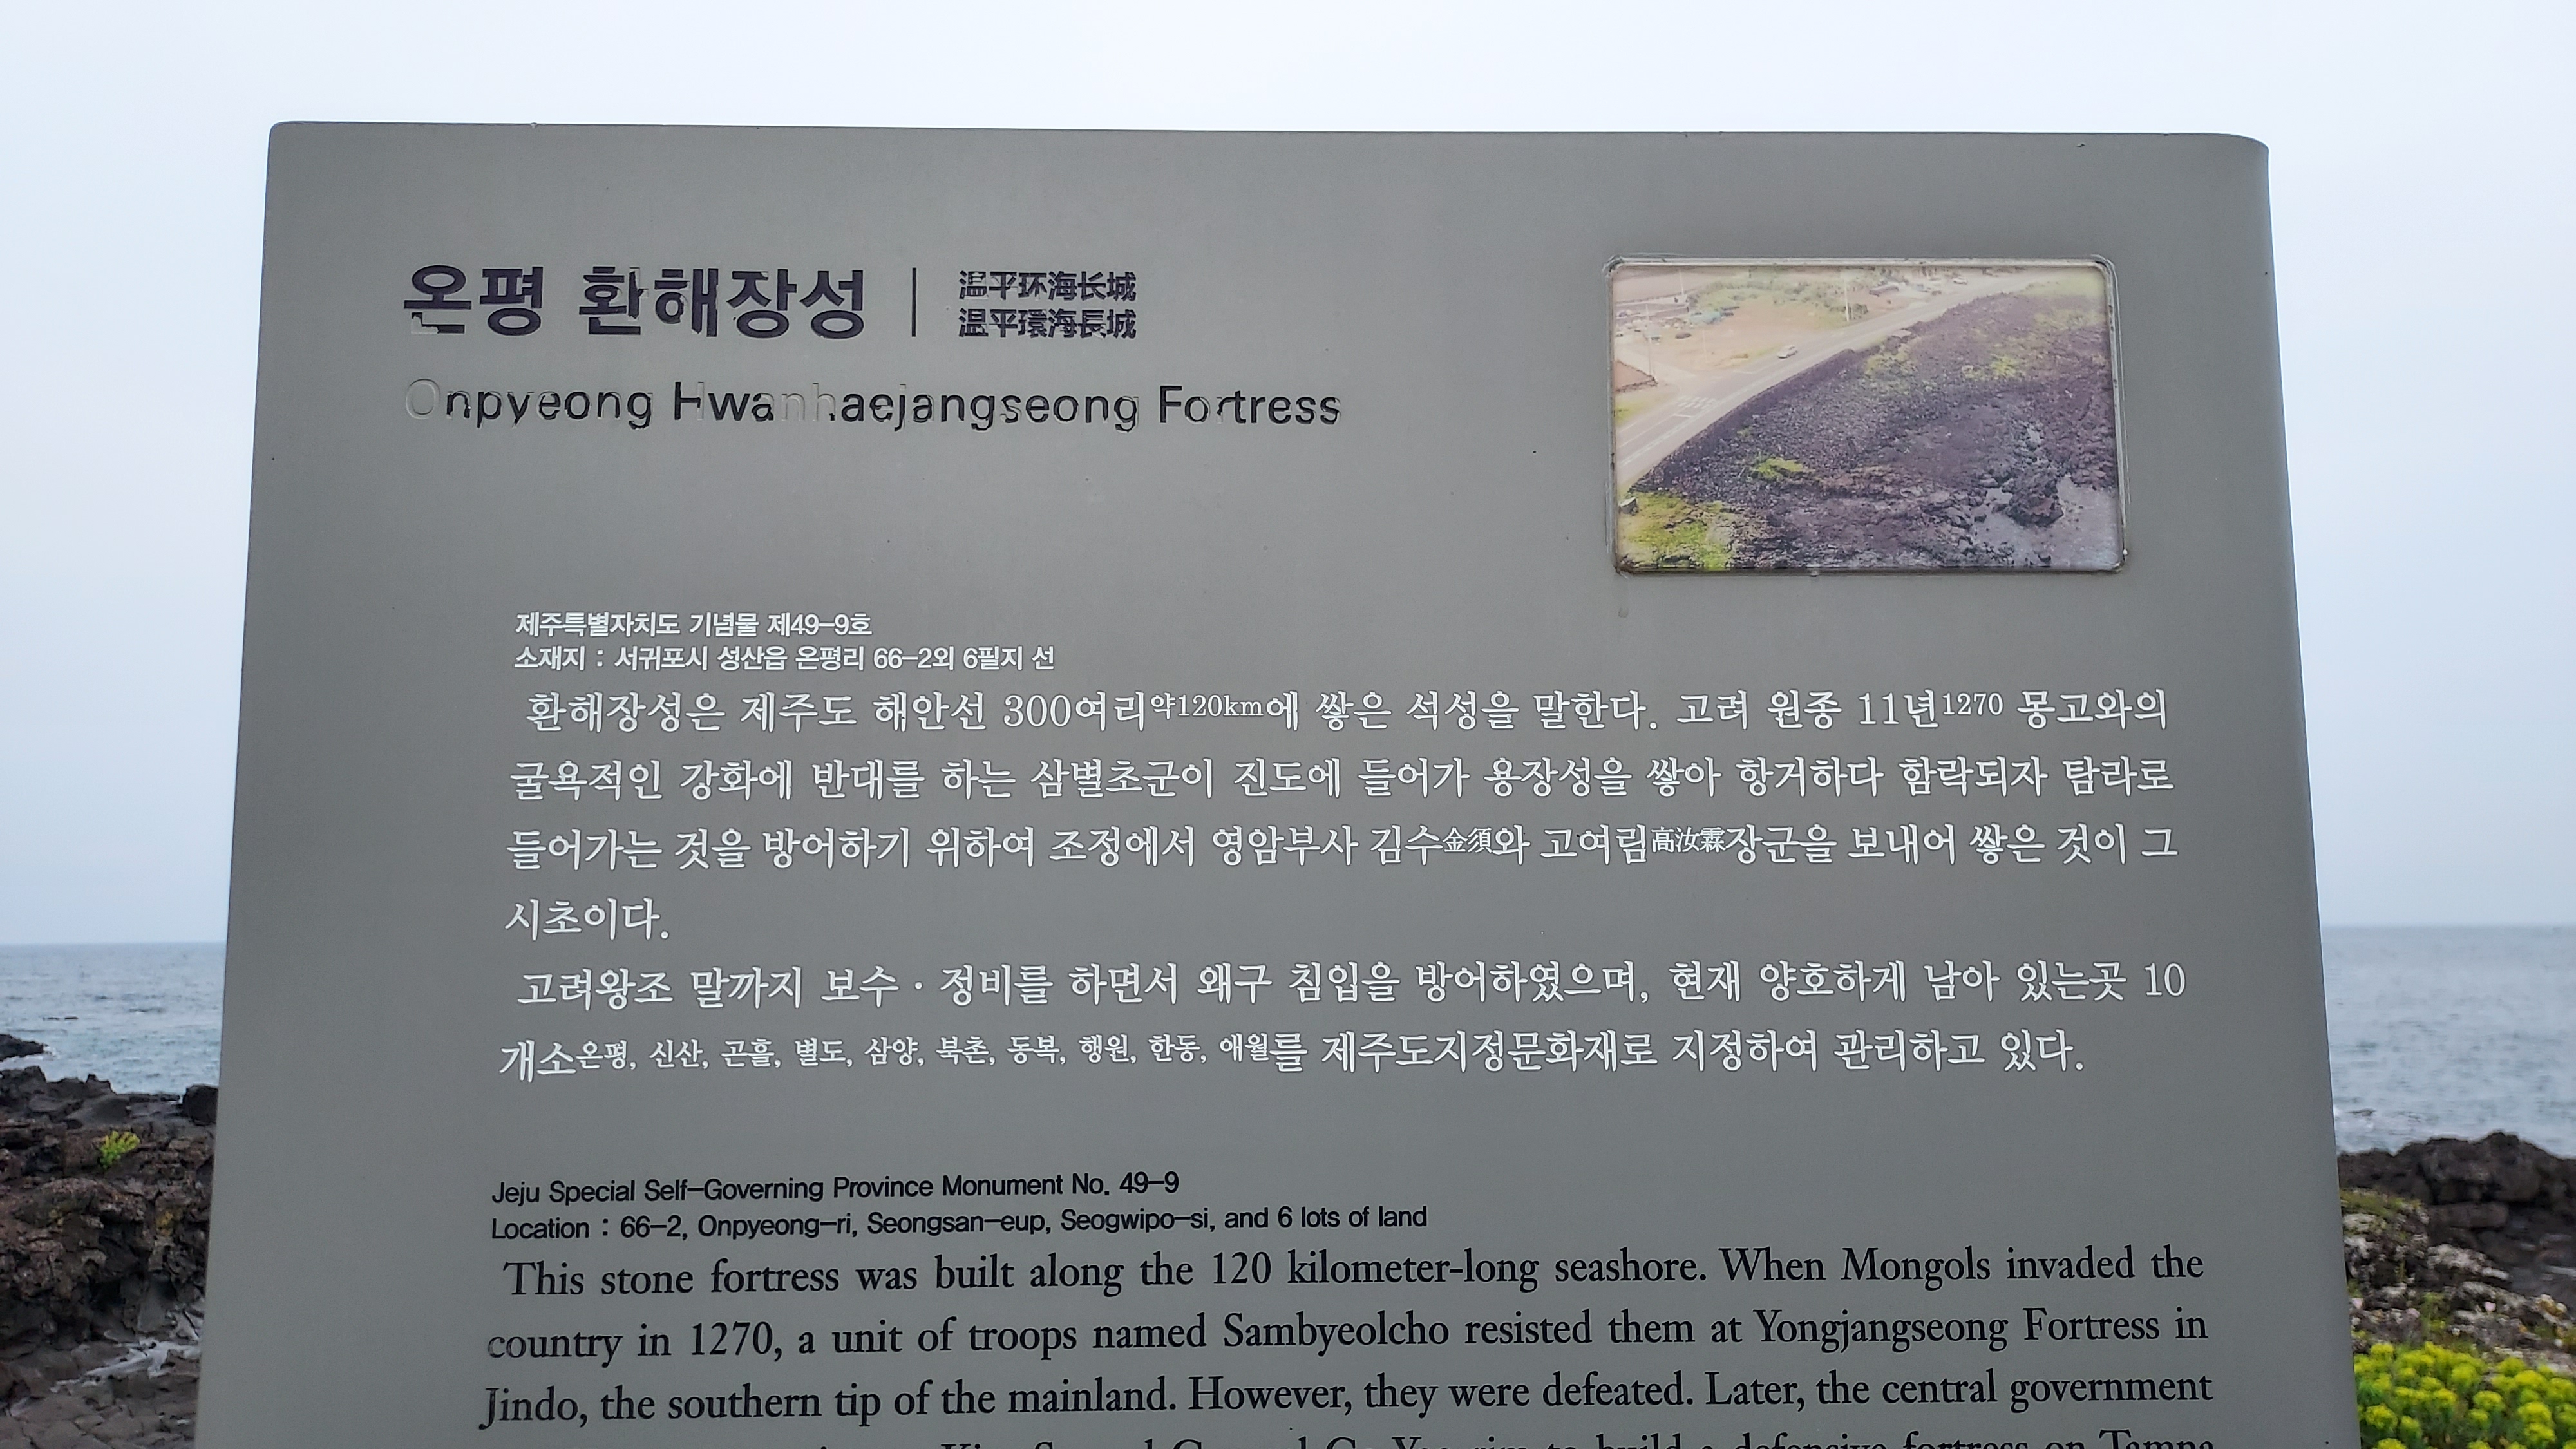 온평 환해장성
温平环海长城
温平環海長城
Onpyeong Hwanhaejangseong Fortress
제주특별자치도 기념물 제49-9호
소재지 : 서귀포시 성산읍 온평리 66-2외 6필지 선
환해장성은 제주도 해안선 300여리약120km에 쌓은 석성을 말한다. 고려 원종 11년1270 몽고와의
굴욕적인 강화에 반대를 하는 삼별초군이 진도에 들어가 용장성을 쌓아 항거하다 함락되자 탐라로
들어가는 것을 방어하기 위하여 조정에서 영암부사 김수金須와 고여림高汝霖장군을 보내어 쌓은 것이 그
시초이다.
고려왕조 말까지 보수 · 정비를 하면서 왜구 침입을 방어하였으며, 현재 양호하게 남아 있는곳 10
개소온평, 신산, 곤흘, 별도, 삼양, 북촌, 동복, 행원, 한동, 애월를 제주도지정문화재로 지정하여 관리하고 있다.
Jeju Special Self-Governing Province Monument No. 49-9
Location : 66-2, Onpyeong-ri, Seongsan-eup, Seogwipo-si, and 6 lots of land
This stone fortress was built along the 120 kilometer-long seashore. When Mongols invaded the
country in 1270, a unit of troops named Sambyeolcho resisted them at Yongjangseong Fortress in
Jindo, the southern tip of the mainland. However, they were defeated. Later, the central government
to build a defensive fortress on Tamna